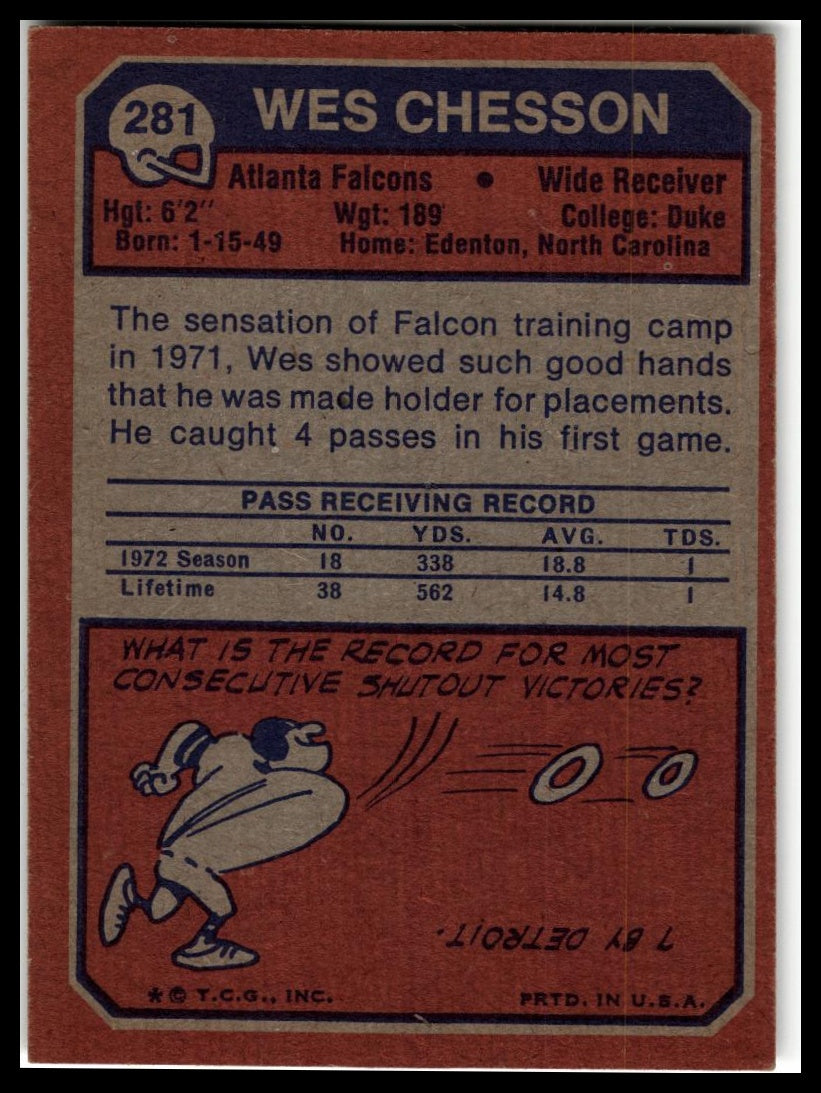 281
WES CHESSON
Atlanta Falcons • Wide Receiver
Hgt: 6'2" Wgt: 189 College: Duke
Born: 1-15-49 Home: Edenton, North Carolina
The sensation of Falcon training camp
in 1971, Wes showed such good hands
that he was made holder for placements.
He caught 4 passes in his first game.
PASS RECEIVING RECORD
NO. YDS. AVG. TDS.
1972 Season 18 338 18.8 1
Lifetime 38 562 14.8 1
WHAT IS THE RECORD FOR MOST
CONSECUTIVE SHUTOUT VICTORIES?
0 0
7 BY DETROIT.
* © T.C.G., INC. PRTD. IN U.S.A.